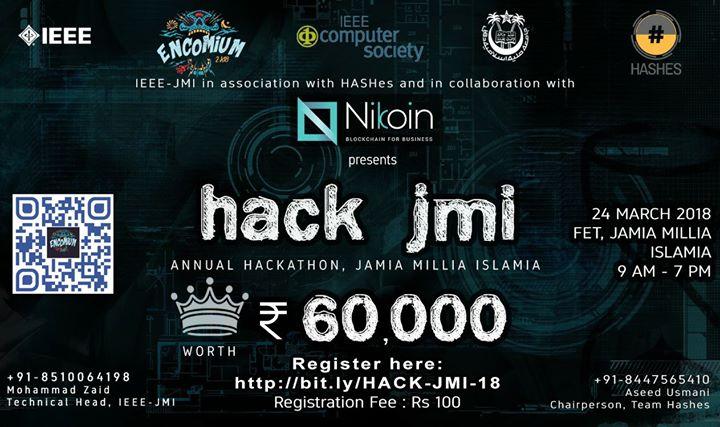 IEEE
ENCOMIUM
2K18
IEEE
computer
society
#
HASHES
IEEE-JMI in association with HASHes and in collaboration with
Nikoin
BLOCKCHAIN FOR BUSINESS
presents
hack jmi
ANNUAL HACKATHON, JAMIA MILLIA ISLAMIA
24 MARCH 2018
FET, JAMIA MILLIA
ISLAMIA
9 AM - 7 PM
ENCOMIUM
WORTH
₹ 60,000
Register here:
http://bit.ly/HACK-JMI-18
Registration Fee : Rs 100
+91-8510064198
Mohammad Zaid
Technical Head, IEEE-JMI
+91-8447565410
Aseed Usmani
Chairperson, Team Hashes